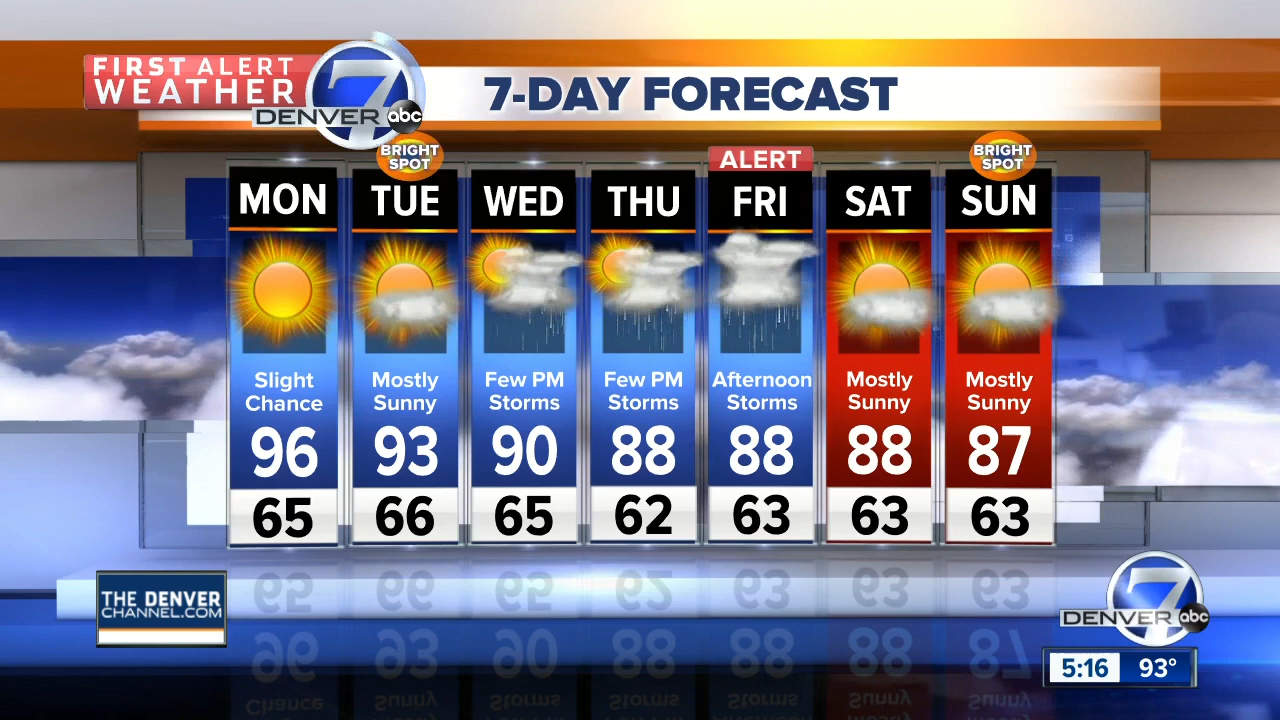 FIRST ALERT
WEATHER
7
DENVER abc
7-DAY FORECAST
BRIGHT
SPOT
ALERT
BRIGHT
SPOT
MON TUE WED THU FRI SAT SUN
Slight Mostly Few PM Few PM Afternoon Mostly Mostly
Chance Sunny Storms Storms Storms Sunny Sunny
96 93 90 88 88 88 87
65 66 65 62 63 63 63
THE DENVER
CHANNEL.COM
7
DENVER abc
5:16 93°